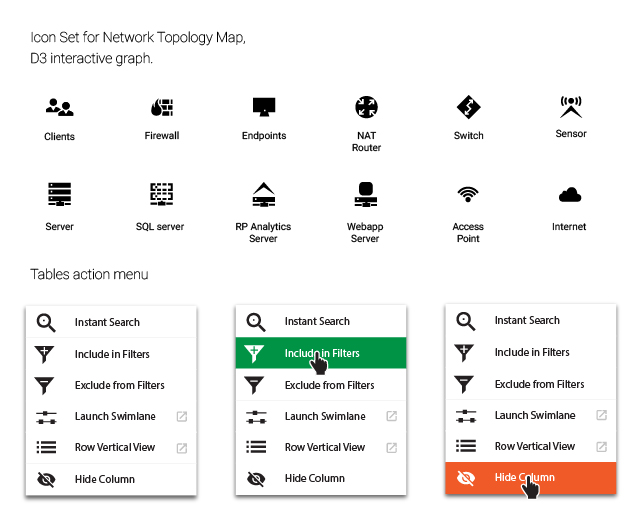 Icon Set for Network Topology Map,
D3 interactive graph.
Clients
Firewall
Endpoints
NAT
Router
Switch
Sensor
Server
SQL server
RP Analytics
Server
Webapp
Server
Access
Point
Internet
Tables action menu
Instant Search
Include in Filters
Exclude from Filters
Launch Swimlane
Row Vertical View
Hide Column
Instant Search
Include in Filters
Exclude from Filters
Launch Swimlane
Row Vertical View
Hide Column
Instant Search
Include in Filters
Exclude from Filters
Launch Swimlane
Row Vertical View
Hide Column